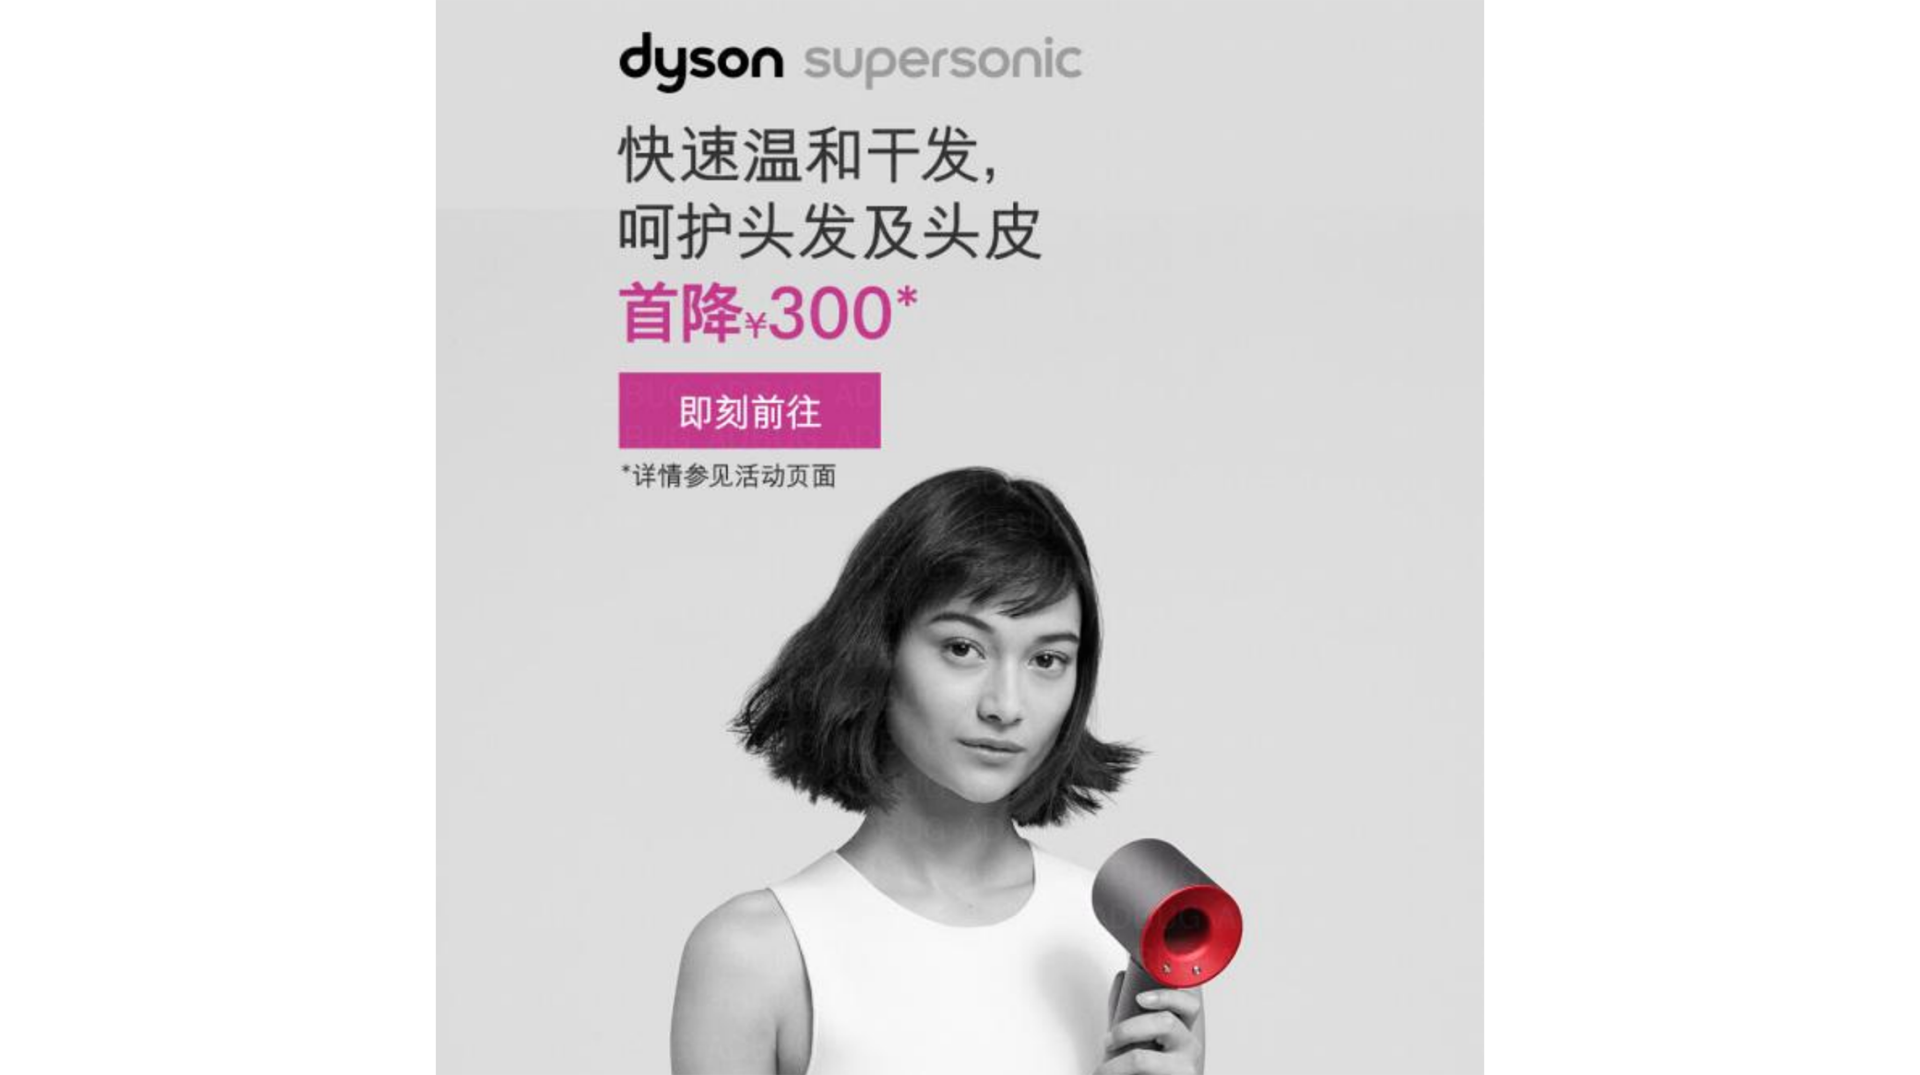 dyson supersonic
快速温和干发,
呵护头发及头皮
首降¥300*
即刻前往
*详情参见活动页面